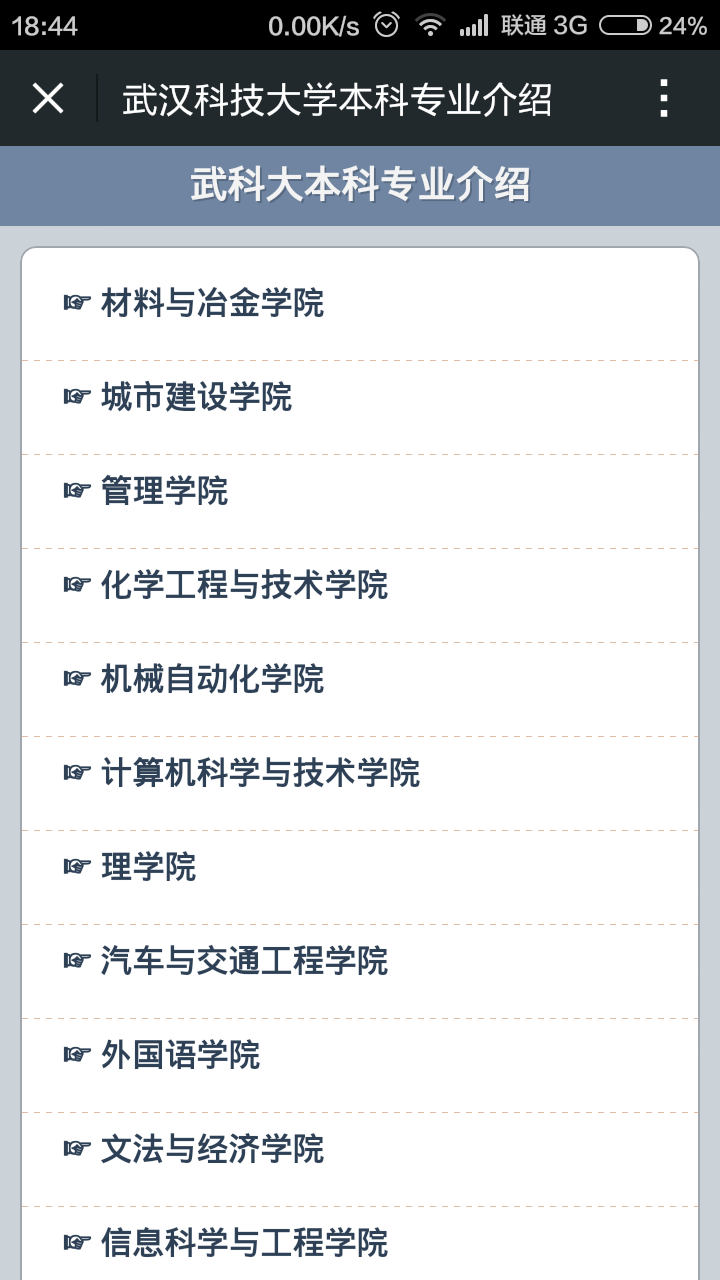 18:44 0.00K/s 联通 3G 24%
武汉科技大学本科专业介绍
武科大本科专业介绍
☞ 材料与冶金学院
☞ 城市建设学院
☞ 管理学院
☞ 化学工程与技术学院
☞ 机械自动化学院
☞ 计算机科学与技术学院
☞ 理学院
☞ 汽车与交通工程学院
☞ 外国语学院
☞ 文法与经济学院
☞ 信息科学与工程学院